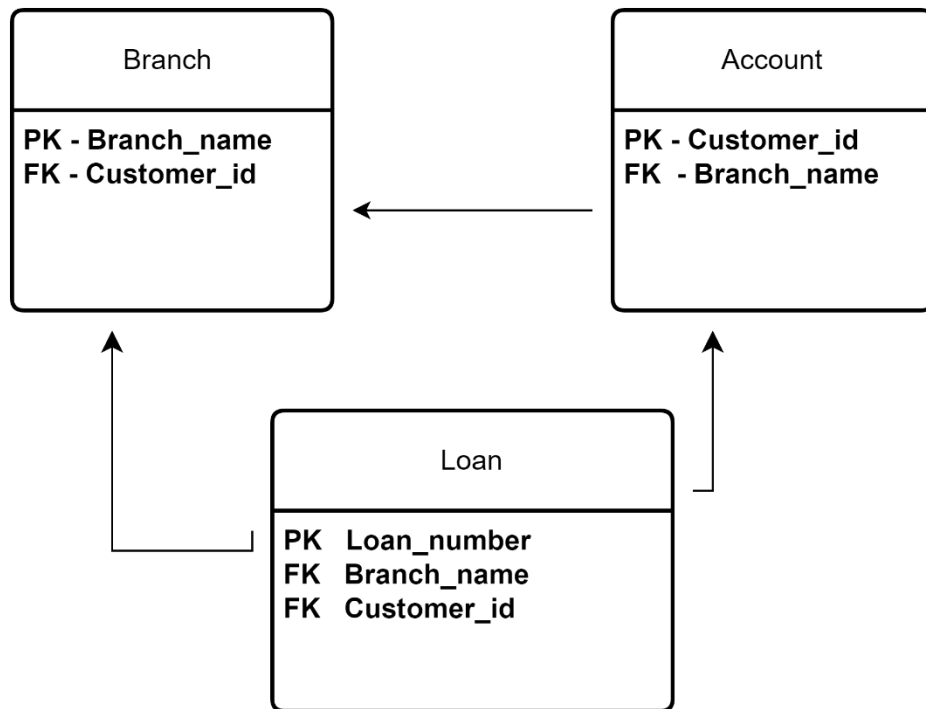 Branch
PK - Branch_name
FK - Customer_id
Account
PK - Customer_id
FK - Branch_name
Loan
PK Loan_number
FK Branch_name
FK Customer_id